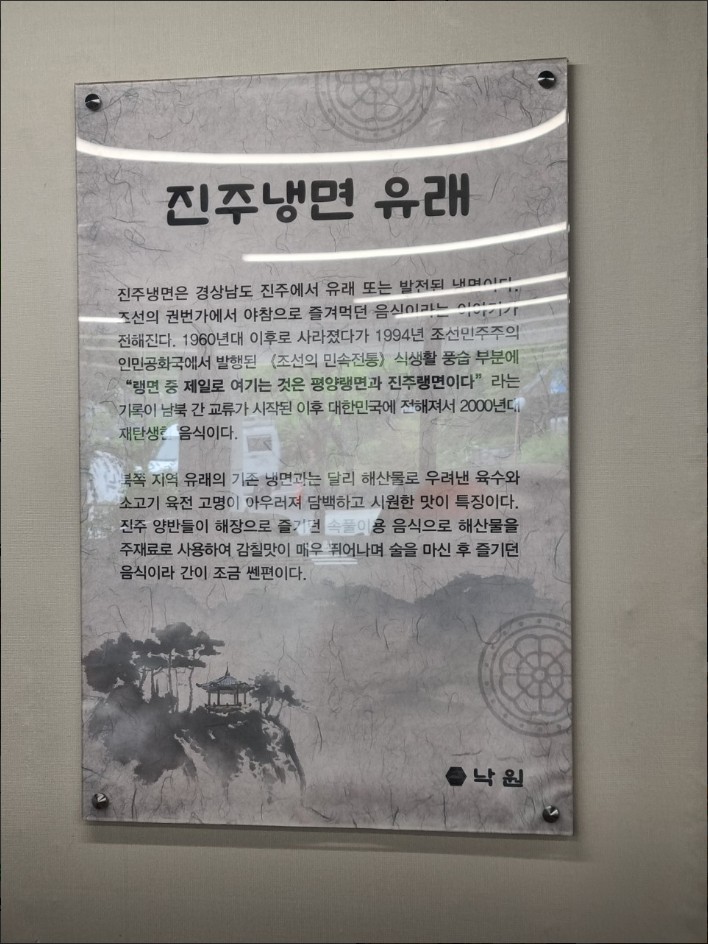 진주냉면 유래
진주냉면은 경상남도 진주에서 유래 또는 발전된 냉면이다.
조선의 권번가에서 야참으로 즐겨먹던 음식이라는 이야기가
전해진다. 1960년대 이후로 사라졌다가 1994년 조선민주주의
인민공화국에서 발행된 《조선의 민속전통》 식생활 풍습 부분에
“랭면 중 제일로 여기는 것은 평양랭면과 진주랭면이다” 라는
기록이 남북 간 교류가 시작된 이후 대한민국에 전해져서 2000년대
재탄생한 음식이다.
북쪽 지역 유래의 기존 냉면과는 달리 해산물로 우려낸 육수와
소고기 육전 고명이 아우러져 담백하고 시원한 맛이 특징이다.
진주 양반들이 해장으로 즐기던 속풀이용 음식으로 해산물을
주재료로 사용하여 감칠맛이 매우 뛰어나며 술을 마신 후 즐기던
음식이라 간이 조금 쎈편이다.
낙원